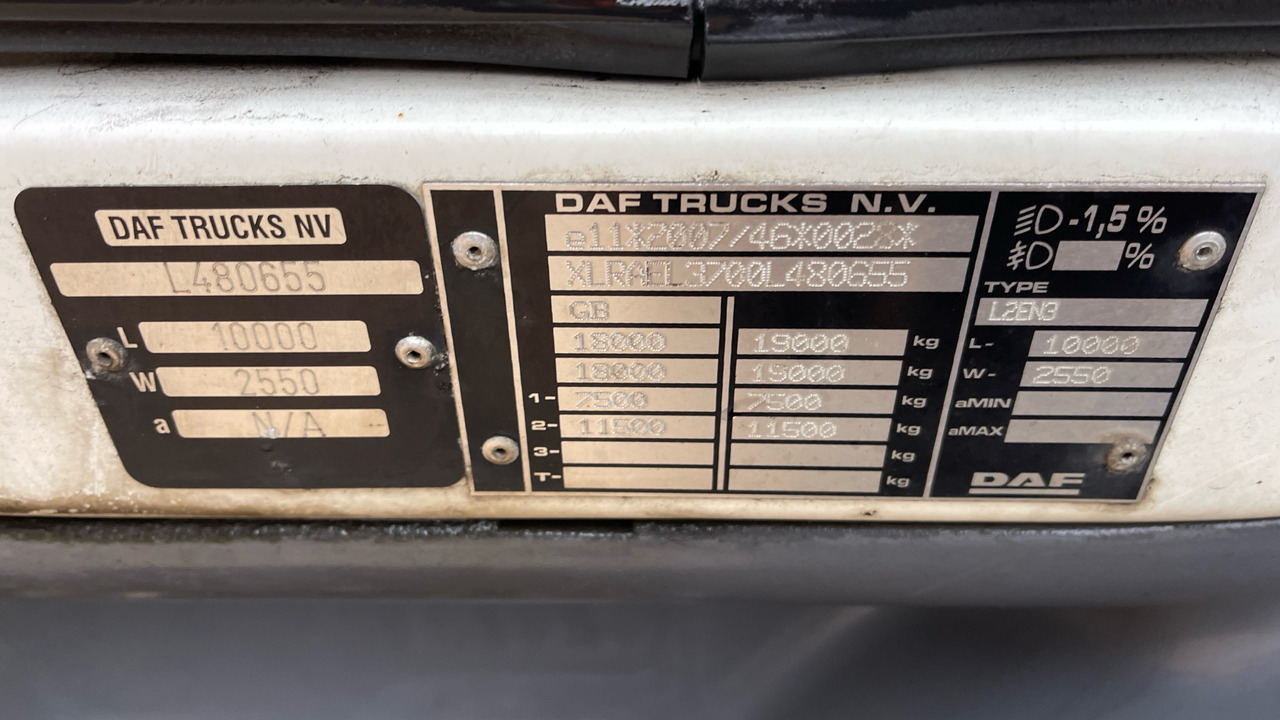 DAF TRUCKS NV
L480655
L 10000
W 2550
a N/A
DAF TRUCKS N.V.
e11*2007/46*0028*
XLRAEL3700L480655
GB
18000 19000 kg
18000 19000 kg
1- 7500 7500 kg
2- 11500 11500 kg
3- kg
T- kg
-1,5 %
%
TYPE
L2EN3
L- 10000
W- 2550
aMIN
aMAX
DAF